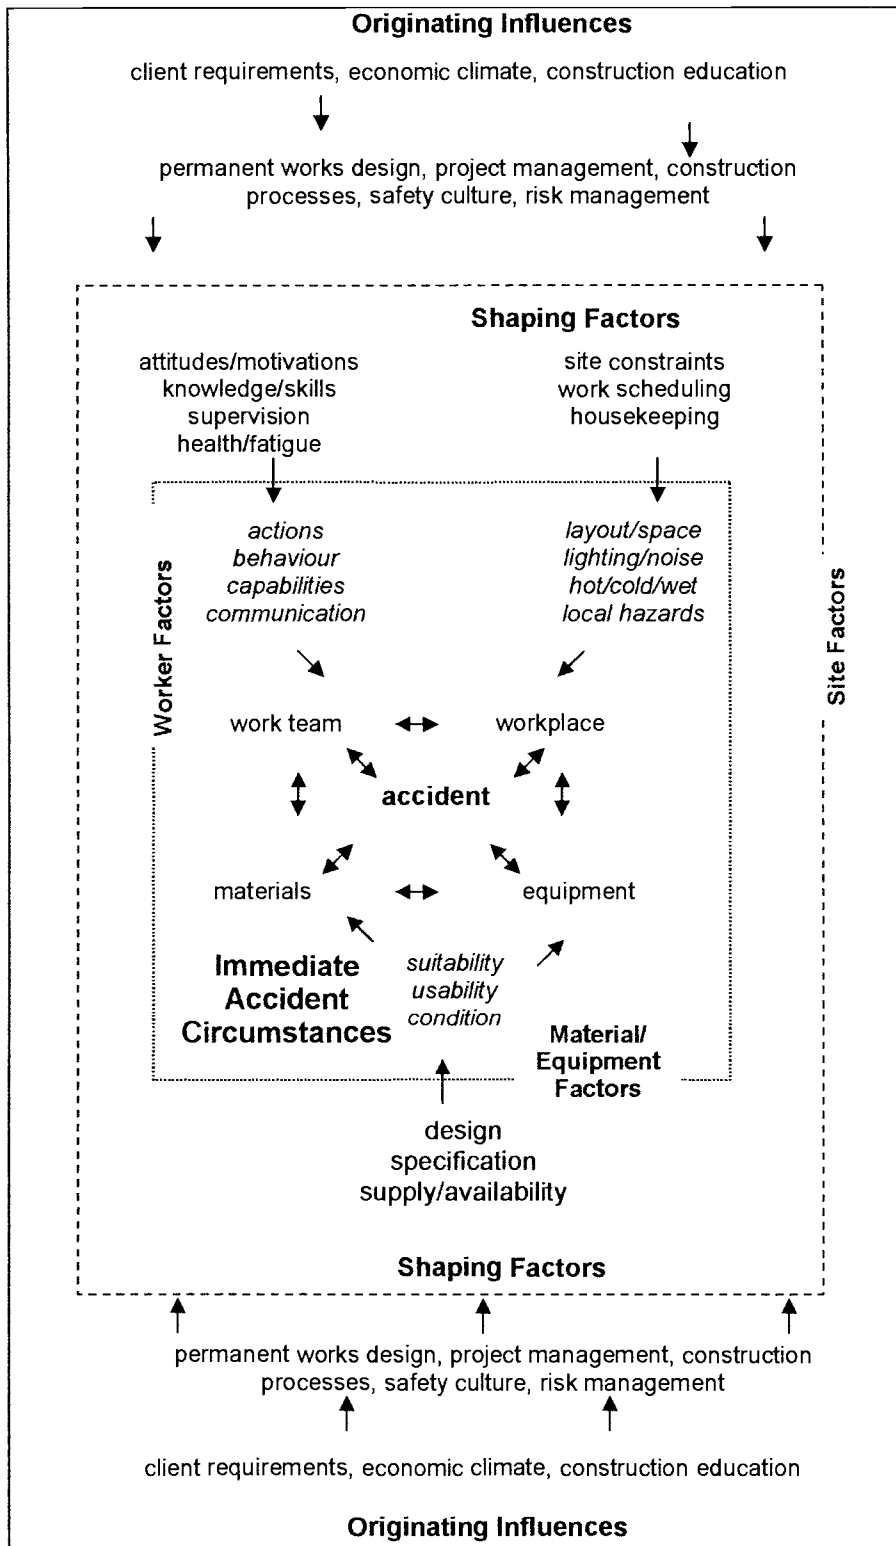 Originating Influences
client requirements, economic climate, construction education
permanent works design, project management, construction
processes, safety culture, risk management
Shaping Factors
attitudes/motivations
knowledge/skills
supervision
health/fatigue
site constraints
work scheduling
housekeeping
actions
behaviour
capabilities
communication
layout/space
lighting/noise
hot/cold/wet
local hazards
Worker Factors
Site Factors
work team
workplace
accident
materials
equipment
Immediate
Accident
Circumstances
suitability
usability
condition
Material/
Equipment
Factors
design
specification
supply/availability
Shaping Factors
permanent works design, project management, construction
processes, safety culture, risk management
client requirements, economic climate, construction education
Originating Influences